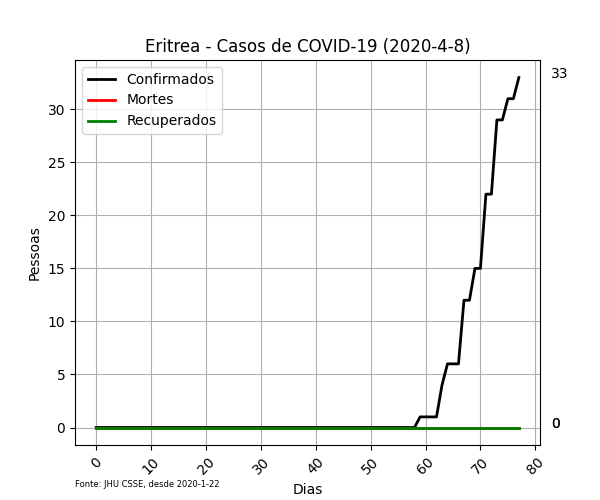 Eritrea - Casos de COVID-19 (2020-4-8)
Confirmados
Mortes
Recuperados
33
30
25
20
15
10
5
0
0
Pessoas
0 10 20 30 40 50 60 70 80
Dias
Fonte: JHU CSSE, desde 2020-1-22